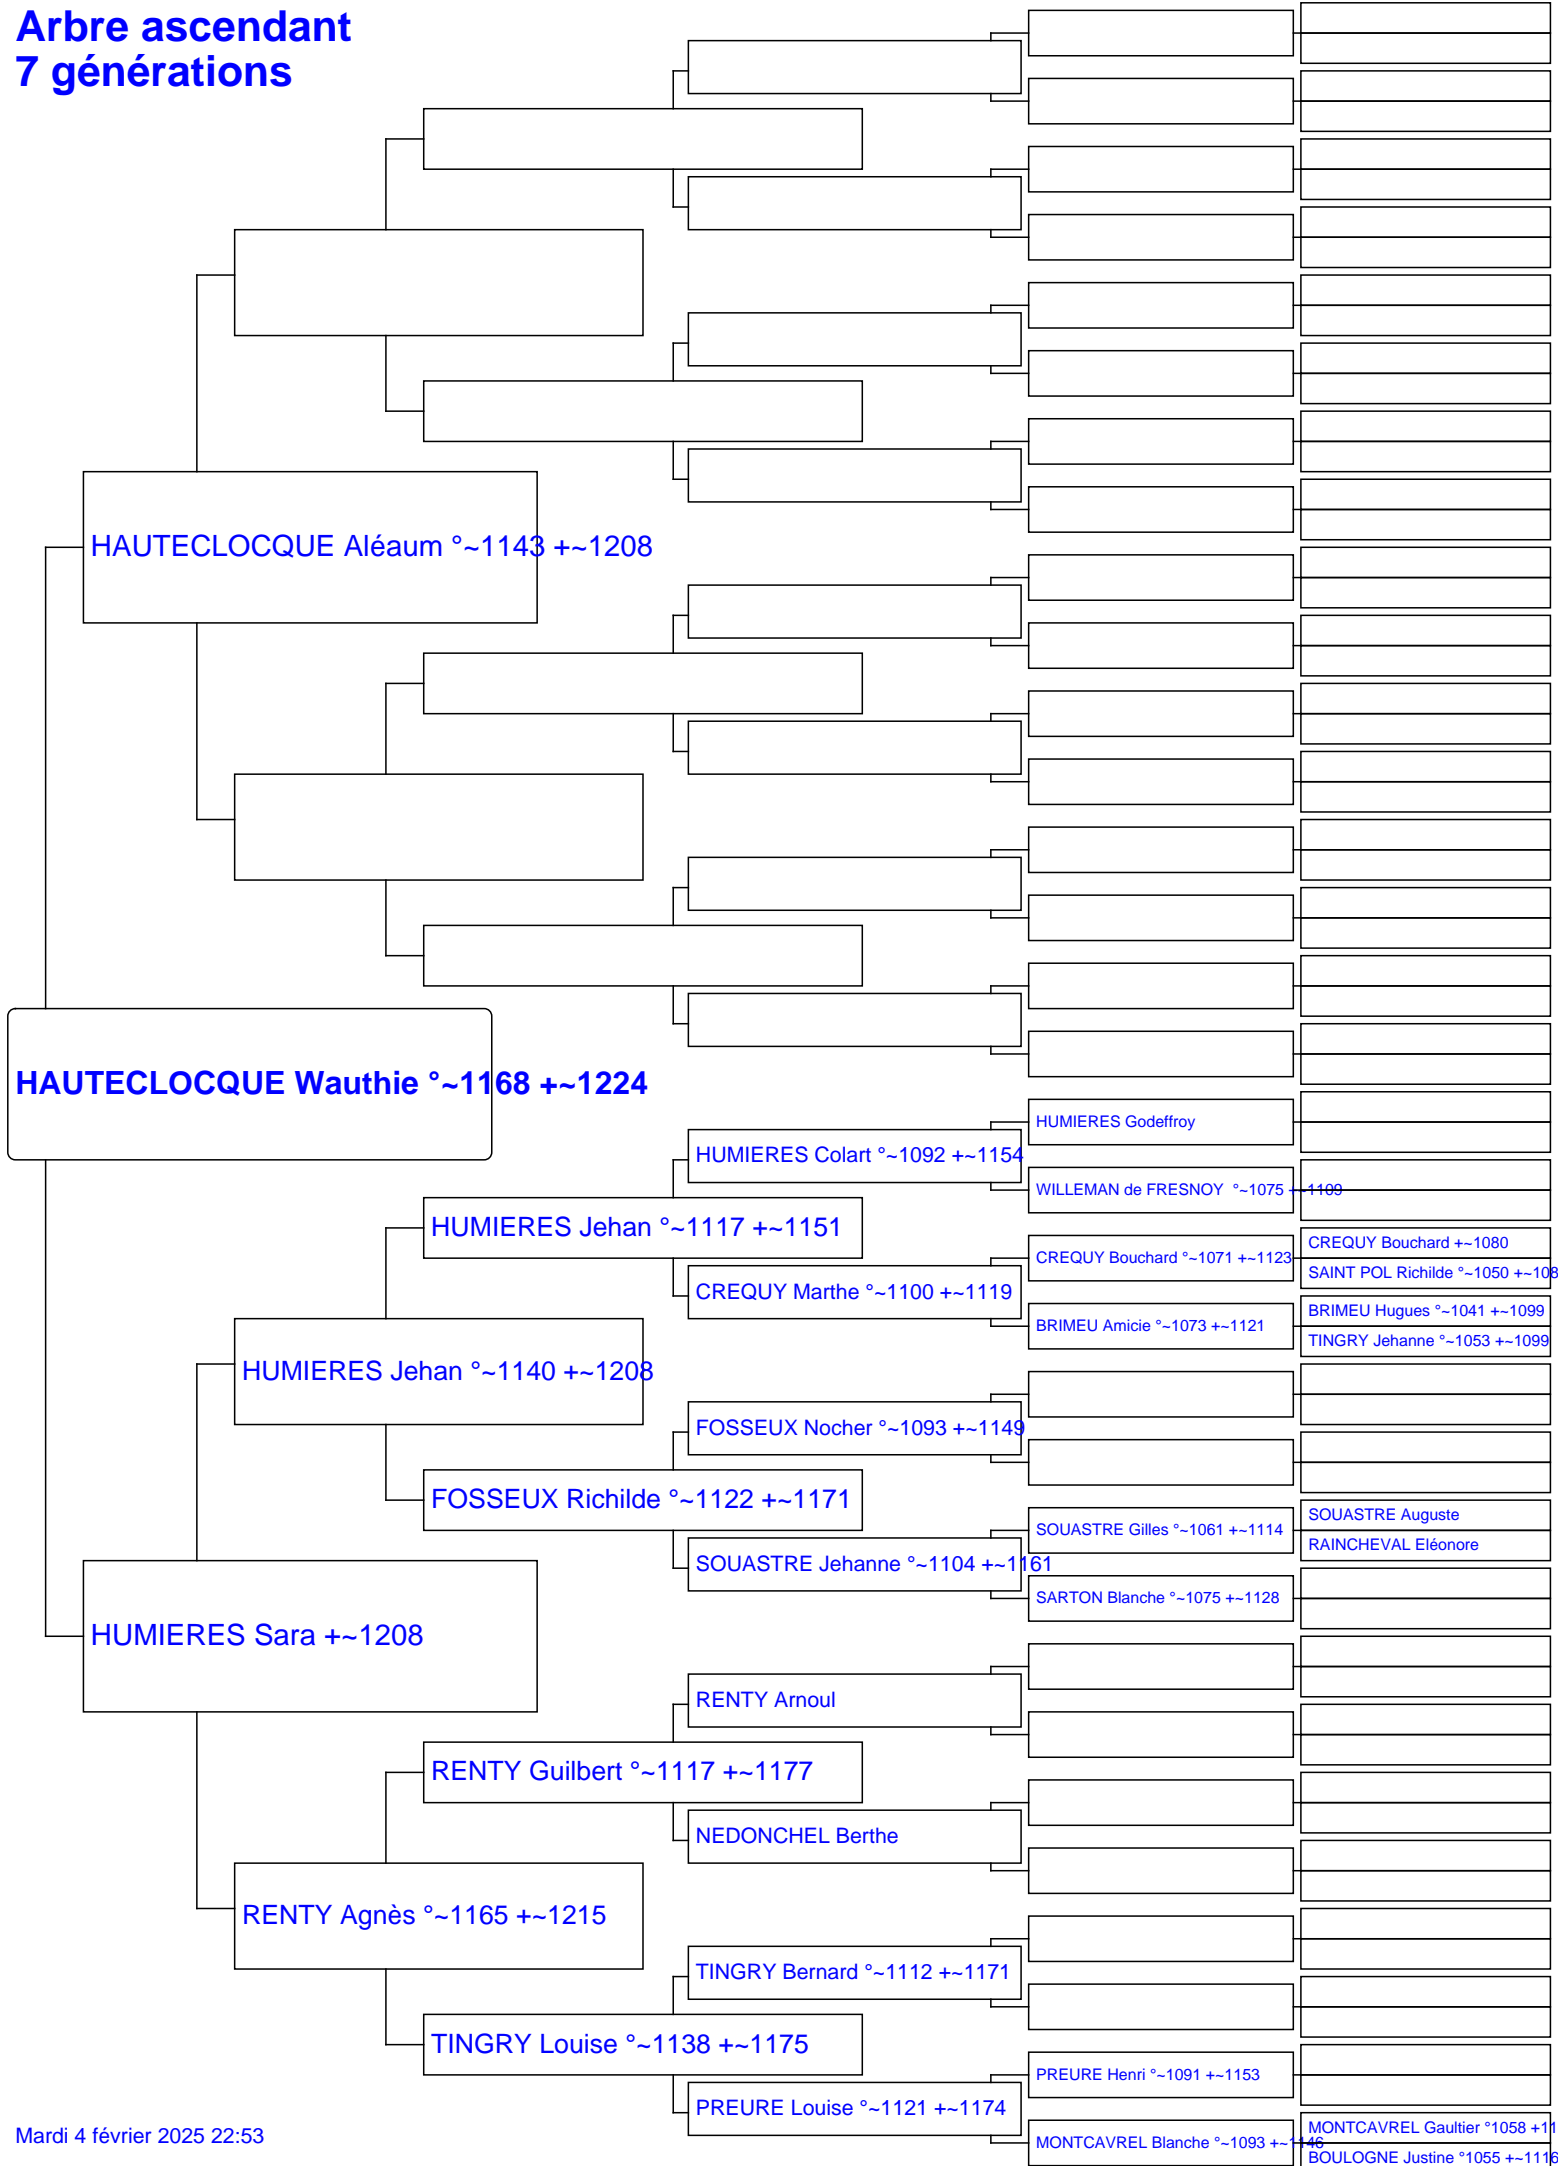 Arbre ascendant
7 générations
HAUTECLOCQUE Aléaum °~1143 +~1208
HAUTECLOCQUE Wauthie °~1168 +~1224
HUMIERES Godeffroy
HUMIERES Colart °~1092 +~1154
WILLEMAN de FRESNOY °~1075 +~1109
HUMIERES Jehan °~1117 +~1151
CREQUY Bouchard +~1080
CREQUY Bouchard °~1071 +~1123
SAINT POL Richilde °~1050 +~108
CREQUY Marthe °~1100 +~1119
BRIMEU Hugues °~1041 +~1099
BRIMEU Amicie °~1073 +~1121
TINGRY Jehanne °~1053 +~1099
HUMIERES Jehan °~1140 +~1208
FOSSEUX Nocher °~1093 +~1149
FOSSEUX Richilde °~1122 +~1171
SOUASTRE Auguste
SOUASTRE Gilles °~1061 +~1114
RAINCHEVAL Eléonore
SOUASTRE Jehanne °~1104 +~1161
SARTON Blanche °~1075 +~1128
HUMIERES Sara +~1208
RENTY Arnoul
RENTY Guilbert °~1117 +~1177
NEDONCHEL Berthe
RENTY Agnès °~1165 +~1215
TINGRY Bernard °~1112 +~1171
TINGRY Louise °~1138 +~1175
PREURE Henri °~1091 +~1153
PREURE Louise °~1121 +~1174
MONTCAVREL Gaultier °1058 +11
MONTCAVREL Blanche °~1093 +~1146
BOULOGNE Justine °1055 +~1116
Mardi 4 février 2025 22:53